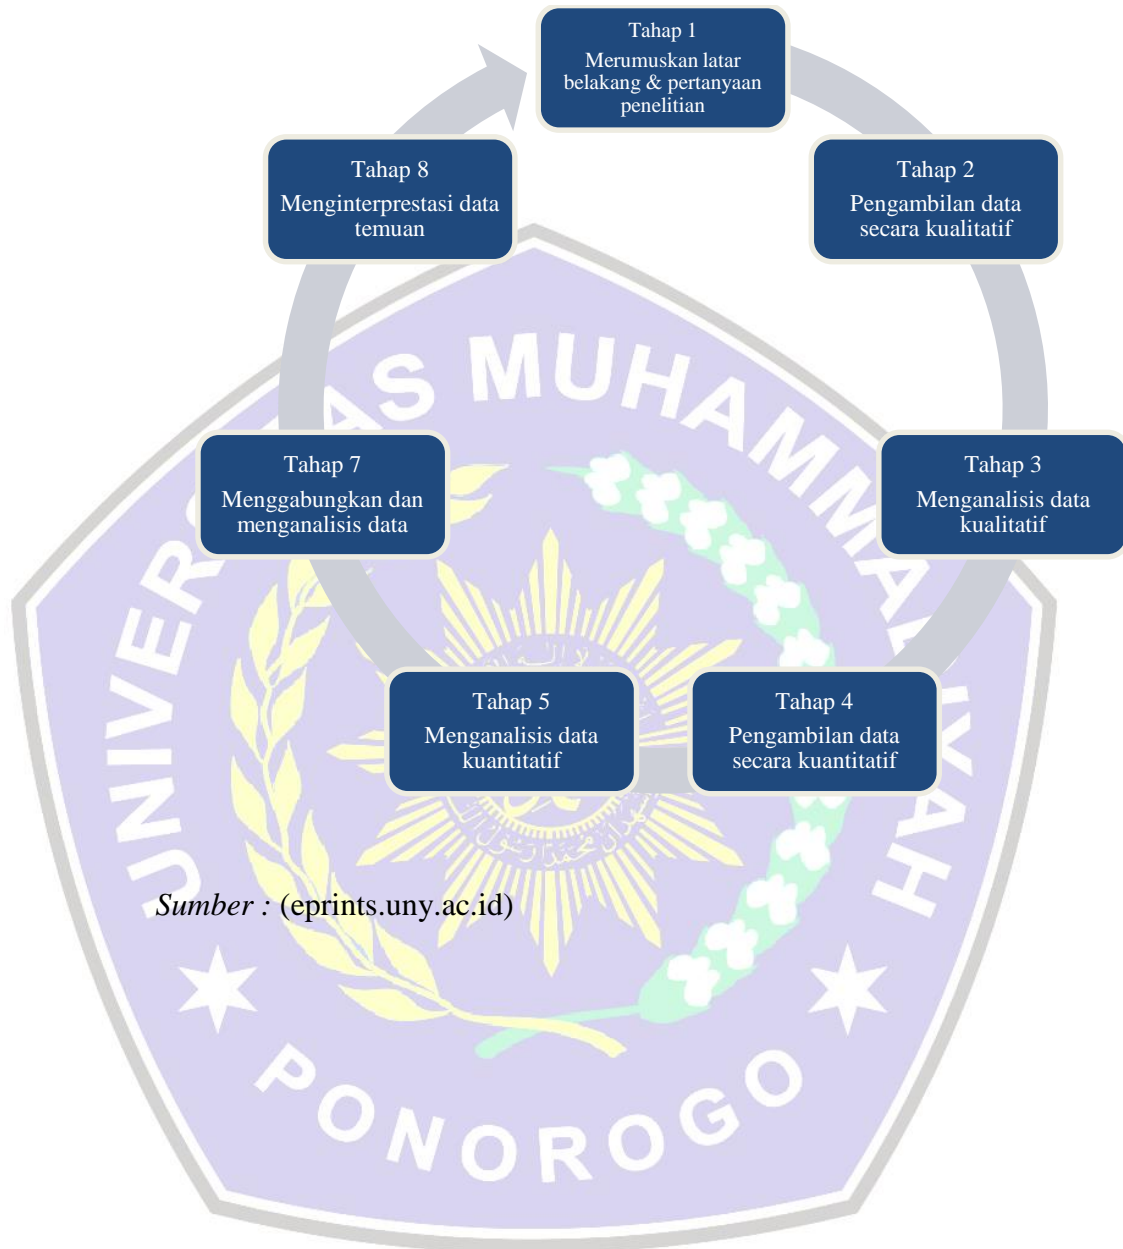 Tahap 1
Merumuskan latar
belakang & pertanyaan
penelitian
Tahap 2
Pengambilan data
secara kualitatif
Tahap 3
Menganalisis data
kualitatif
Tahap 4
Pengambilan data
secara kuantitatif
Tahap 5
Menganalisis data
kuantitatif
Tahap 7
Menggabungkan dan
menganalisis data
Tahap 8
Menginterprestasi data
temuan
Sumber : (eprints.uny.ac.id)
MUHAMMA
PONOROGO